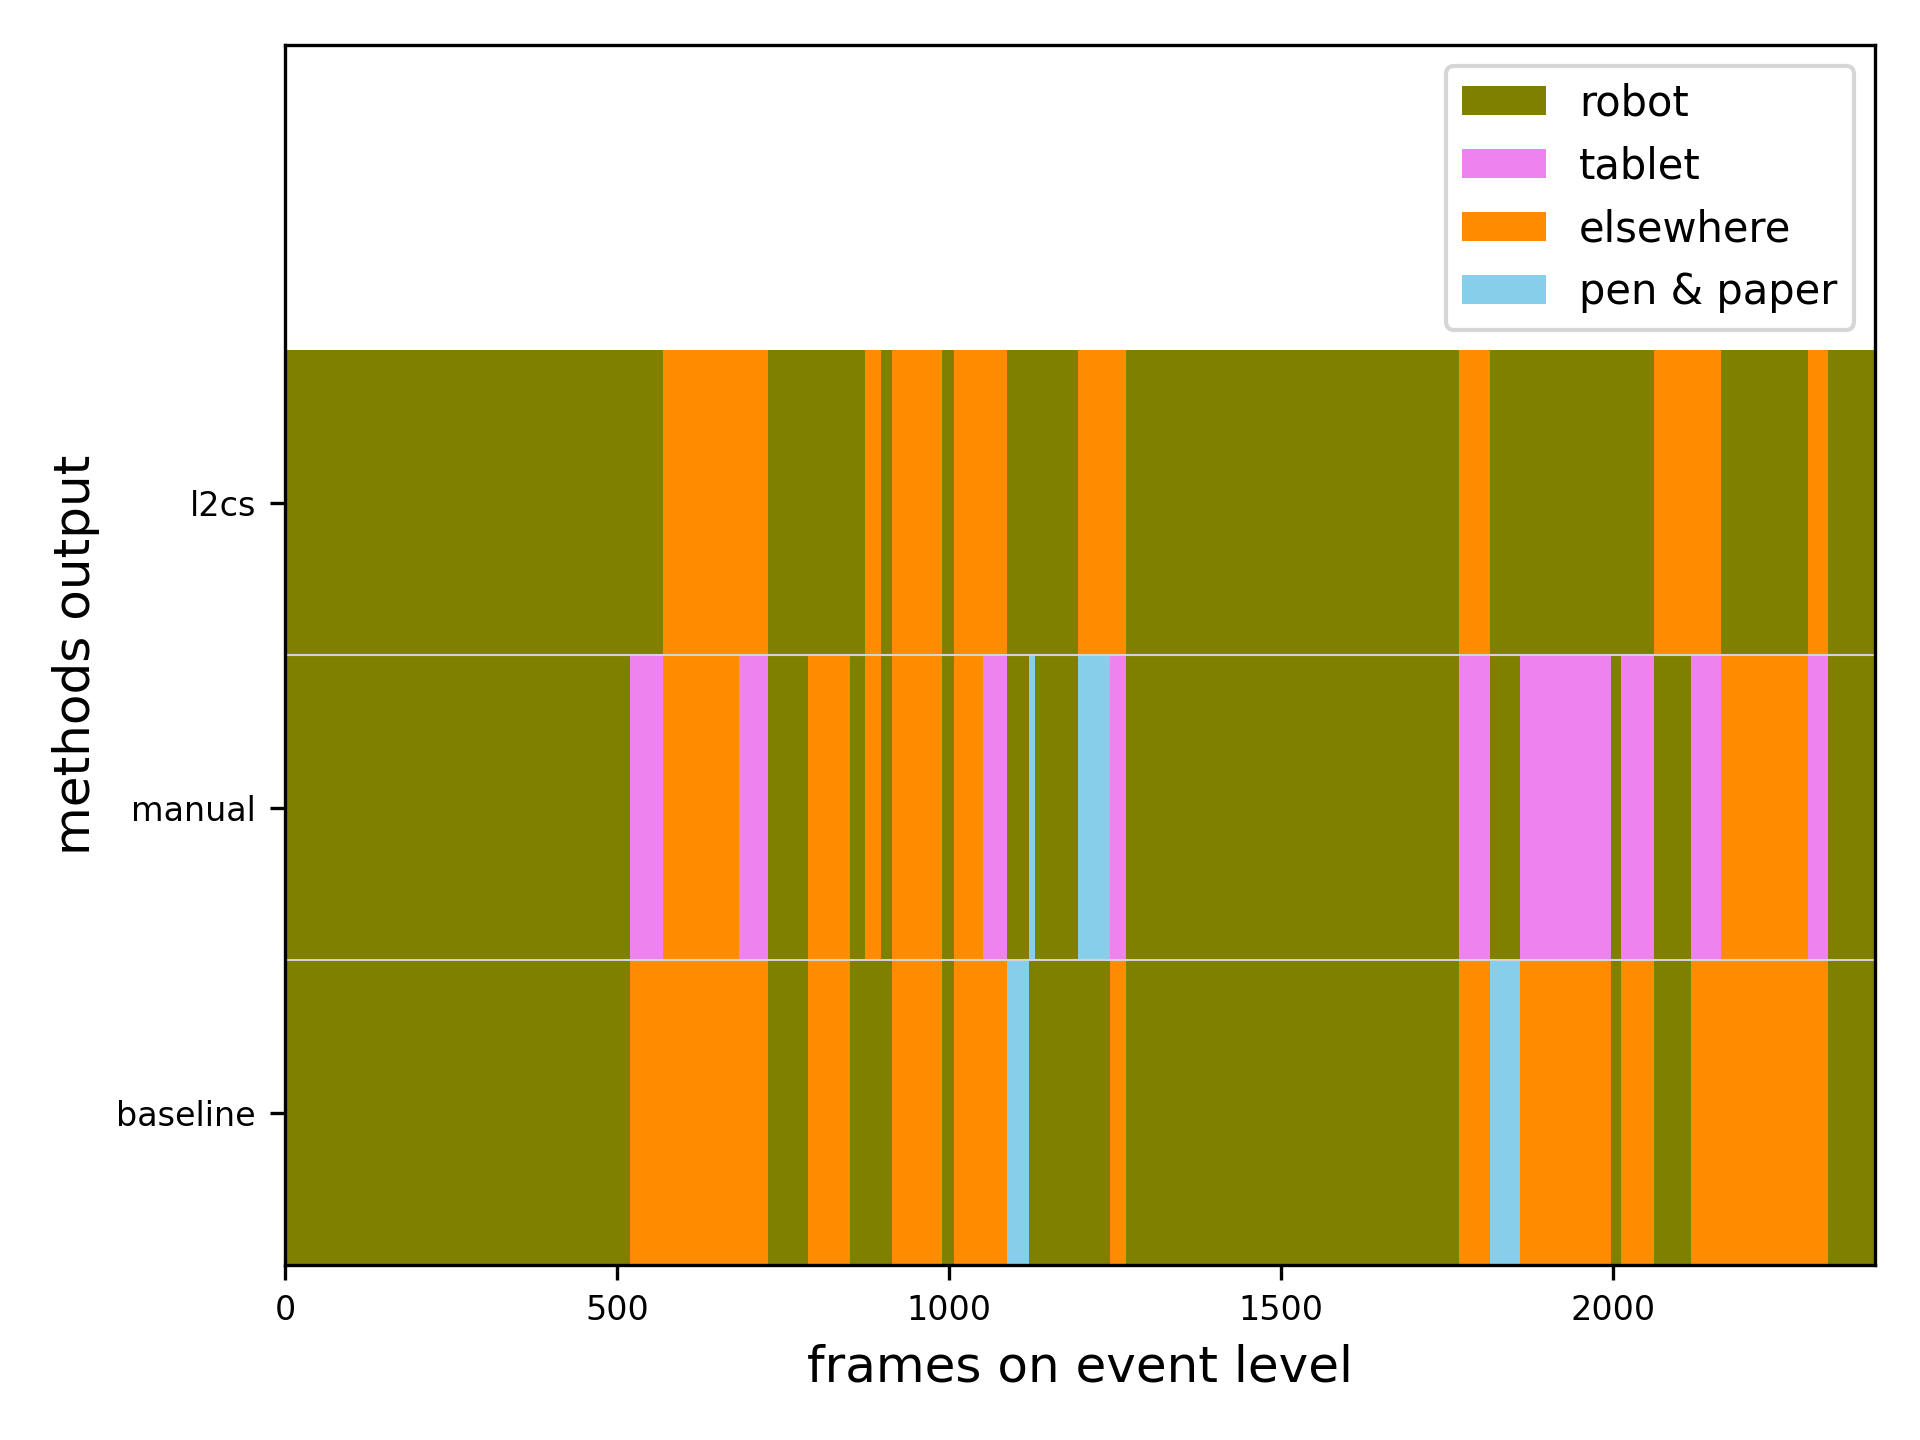 robot
tablet
elsewhere
pen & paper
methods output
l2cs
manual
baseline
0 500 1000 1500 2000
frames on event level